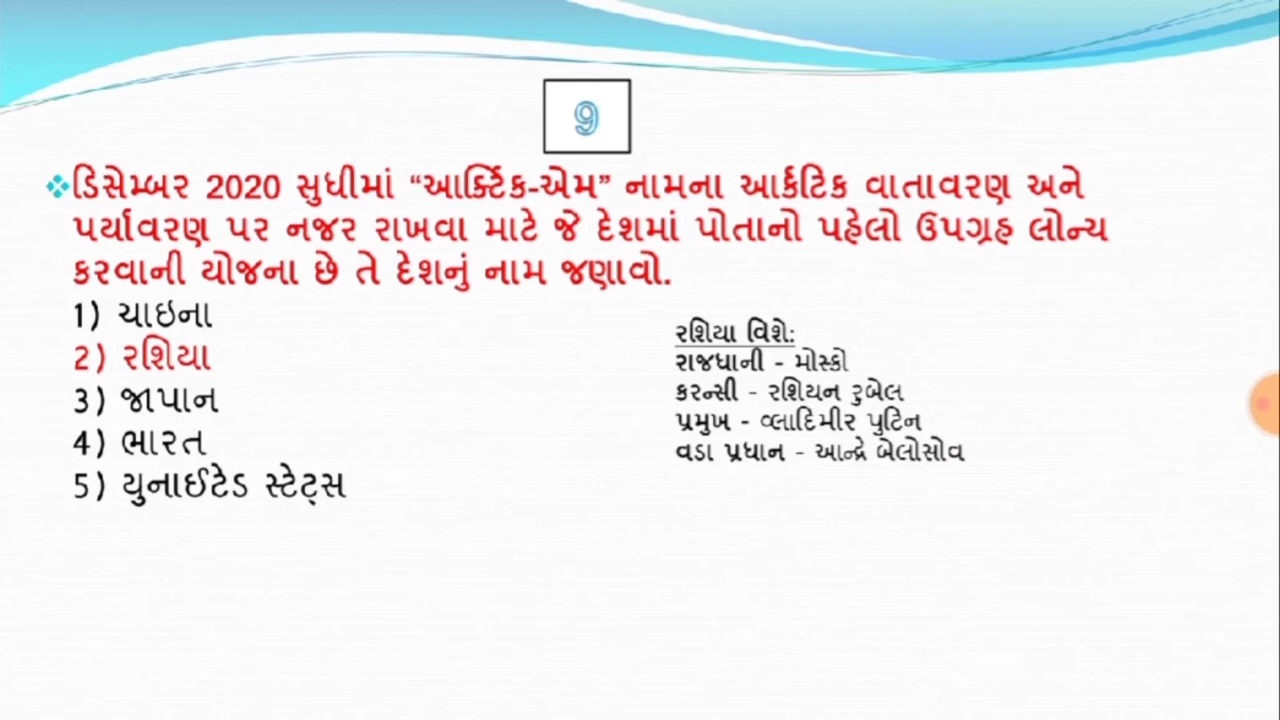 9
ડિસેમ્બર 2020 સુધીમાં “આર્ક્ટિક-એમ” નામના આર્કટિક વાતાવરણ અને
પર્યાવરણ પર નજર રાખવા માટે જે દેશમાં પોતાનો પહેલો ઉપગ્રહ લોન્ચ
કરવાની યોજના છે તે દેશનું નામ જણાવો.
1) ચાઇના
2) રશિયા
3) જાપાન
4) ભારત
5) યુનાઈટેડ સ્ટેટ્સ
રશિયા વિશે:
રાજધાની - મોસ્કો
કરન્સી - રશિયન રુબેલ
પ્રમુખ - વ્લાદિમીર પુટિન
વડા પ્રધાન - આન્દ્રે બેલોસોવ